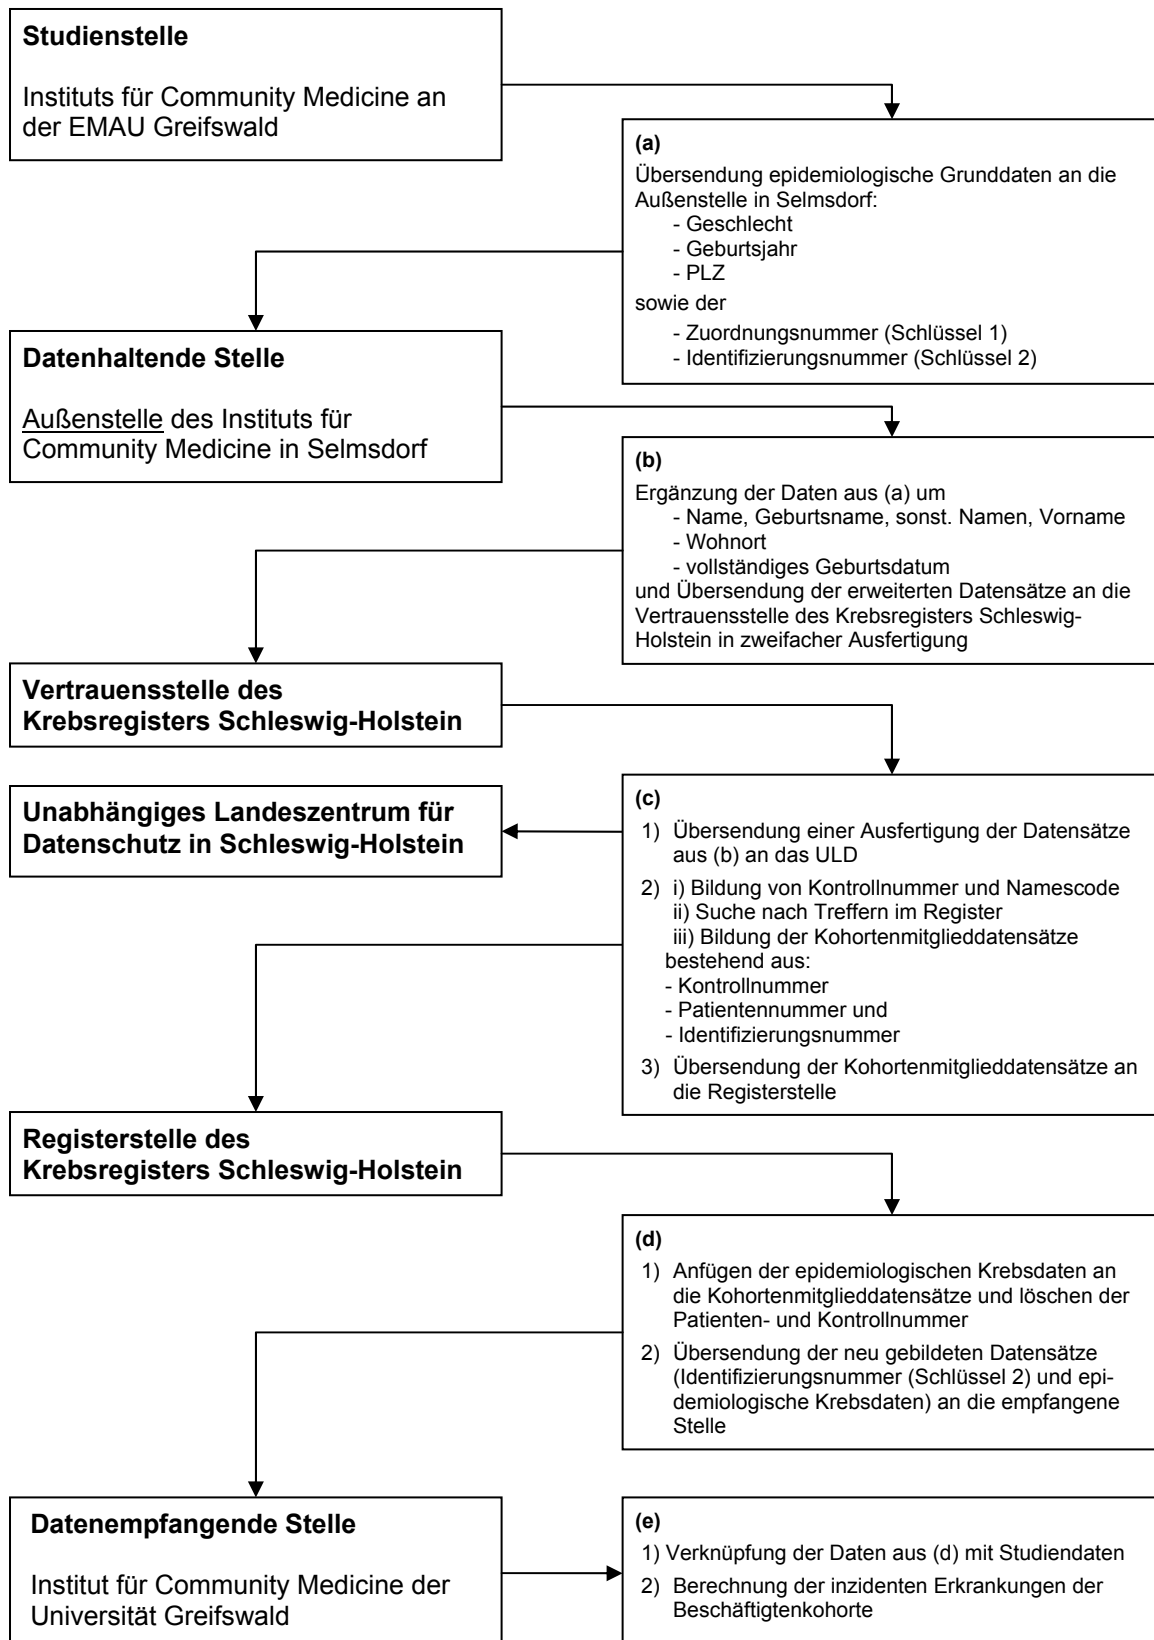 Studienstelle
Instituts für Community Medicine an
der EMAU Greifswald
(a)
Übersendung epidemiologische Grunddaten an die
Außenstelle in Selmsdorf:
- Geschlecht
- Geburtsjahr
- PLZ
sowie der
- Zuordnungsnummer (Schlüssel 1)
- Identifizierungsnummer (Schlüssel 2)
Datenhaltende Stelle
Außenstelle des Instituts für
Community Medicine in Selmsdorf
(b)
Ergänzung der Daten aus (a) um
- Name, Geburtsname, sonst. Namen, Vorname
- Wohnort
- vollständiges Geburtsdatum
und Übersendung der erweiterten Datensätze an die
Vertrauensstelle des Krebsregisters Schleswig-
Holstein in zweifacher Ausfertigung
Vertrauensstelle des
Krebsregisters Schleswig-Holstein
Unabhängiges Landeszentrum für
Datenschutz in Schleswig-Holstein
(c)
1) Übersendung einer Ausfertigung der Datensätze
aus (b) an das ULD
2) i) Bildung von Kontrollnummer und Namescode
ii) Suche nach Treffern im Register
iii) Bildung der Kohortenmitglieddatensätze
bestehend aus:
- Kontrollnummer
- Patientennummer und
- Identifizierungsnummer
3) Übersendung der Kohortenmitglieddatensätze an
die Registerstelle
Registerstelle des
Krebsregisters Schleswig-Holstein
(d)
1) Anfügen der epidemiologischen Krebsdaten an
die Kohortenmitglieddatensätze und löschen der
Patienten- und Kontrollnummer
2) Übersendung der neu gebildeten Datensätze
(Identifizierungsnummer (Schlüssel 2) und epi-
demiologische Krebsdaten) an die empfangene
Stelle
Datenempfangende Stelle
Institut für Community Medicine der
Universität Greifswald
(e)
1) Verknüpfung der Daten aus (d) mit Studiendaten
2) Berechnung der inzidenten Erkrankungen der
Beschäftigtenkohorte